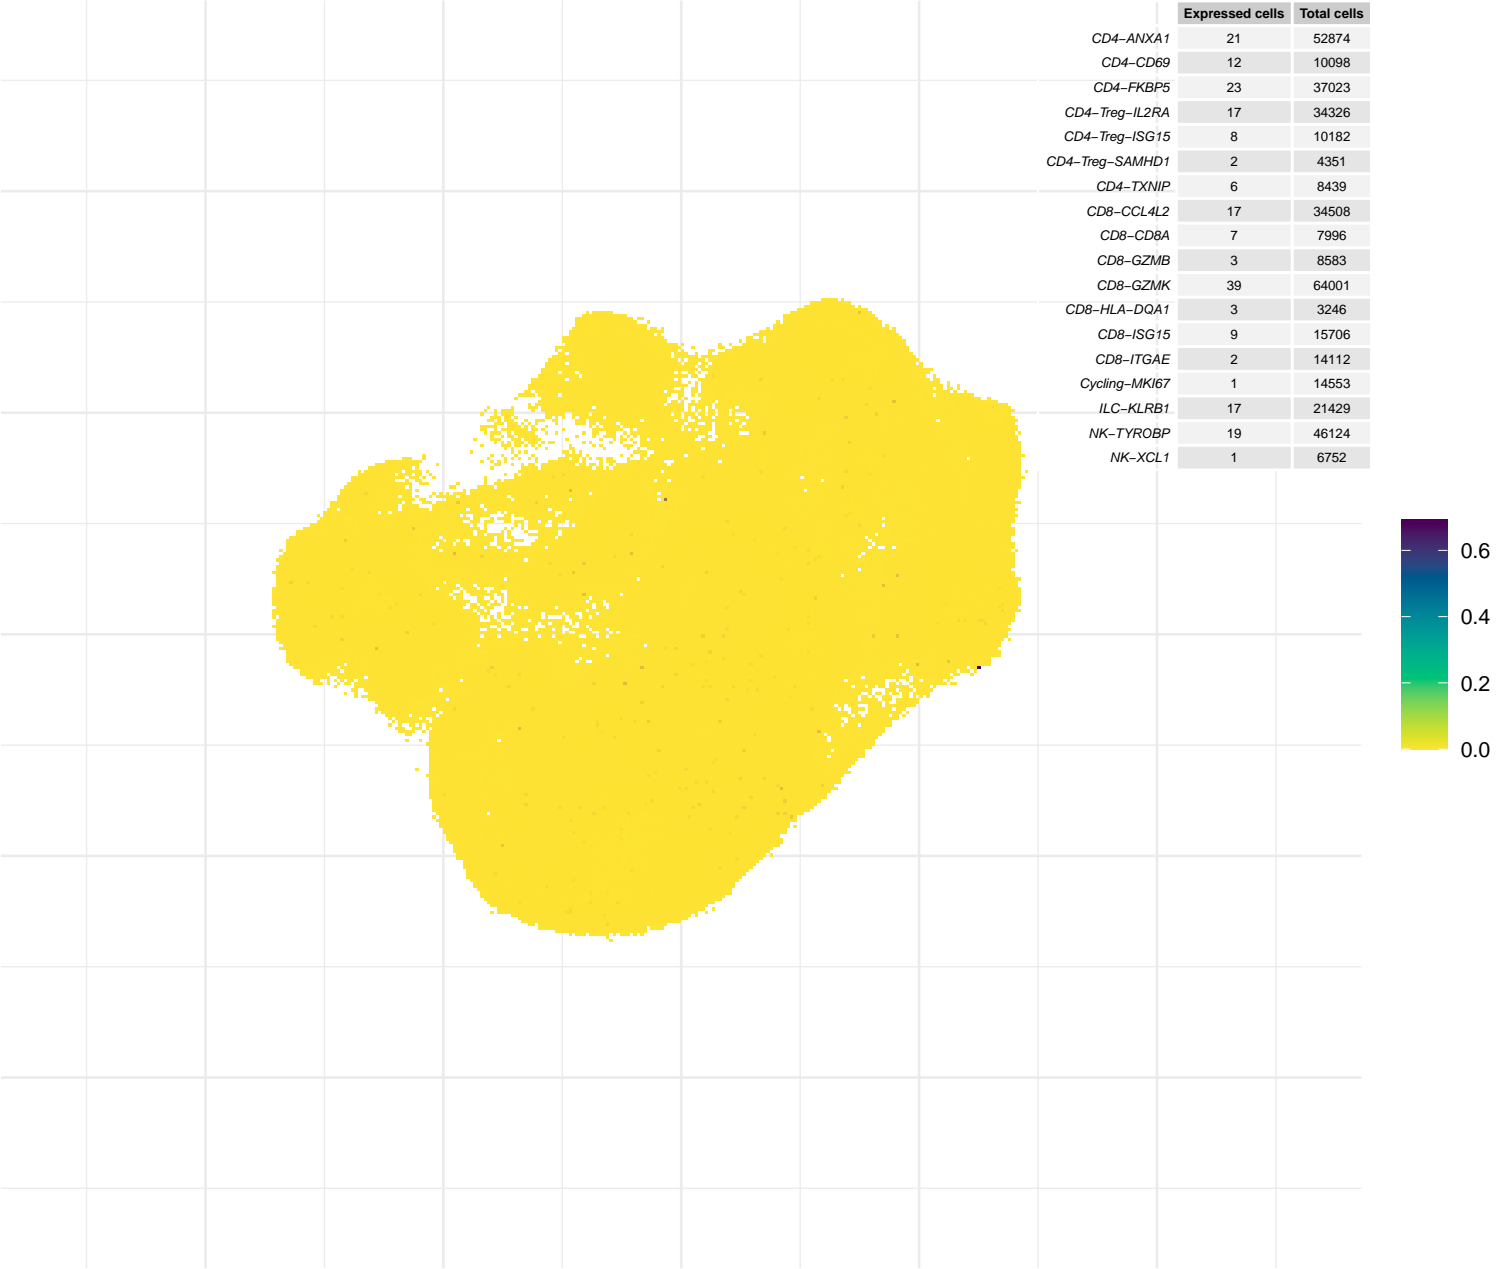 Expressed cells Total cells
CD4−ANXA1 21 52874
CD4−CD69 12 10098
CD4−FKBP5 23 37023
CD4−Treg−IL2RA 17 34326
CD4−Treg−ISG15 8 10182
CD4−Treg−SAMHD1 2 4351
CD4−TXNIP 6 8439
CD8−CCL4L2 17 34508
CD8−CD8A 7 7996
CD8−GZMB 3 8583
CD8−GZMK 39 64001
CD8−HLA−DQA1 3 3246
CD8−ISG15 9 15706
CD8−ITGAE 2 14112
Cycling−MKI67 1 14553
ILC−KLRB1 17 21429
NK−TYROBP 19 46124
NK−XCL1 1 6752
0.6
0.4
0.2
0.0